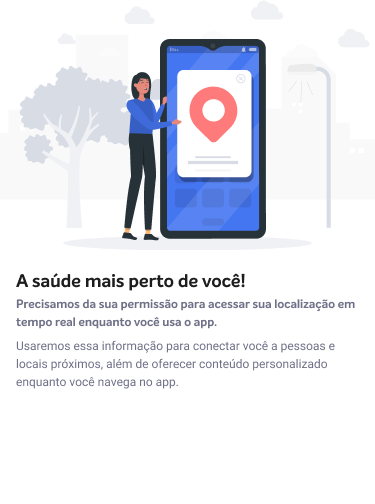 A saúde mais perto de você!
Precisamos da sua permissão para acessar sua localização em
tempo real enquanto você usa o app.
Usaremos essa informação para conectar você a pessoas e
locais próximos, além de oferecer conteúdo personalizado
enquanto você navega no app.